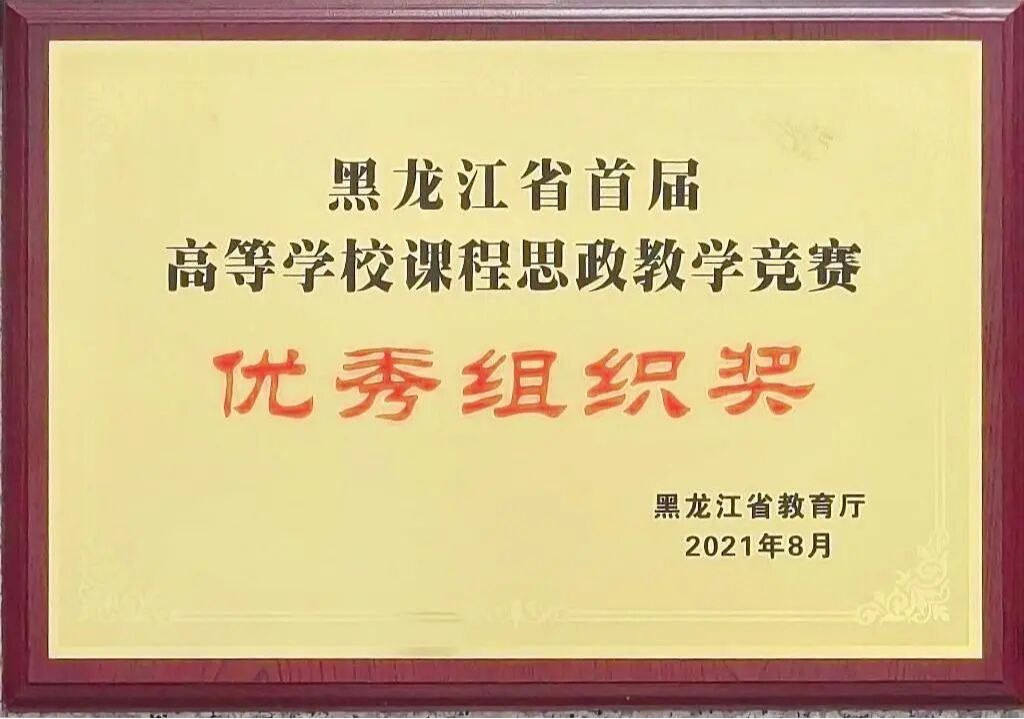 黑龙江省首届
高等学校课程思政教学竞赛
优秀组织奖
黑龙江省教育厅
2021年8月